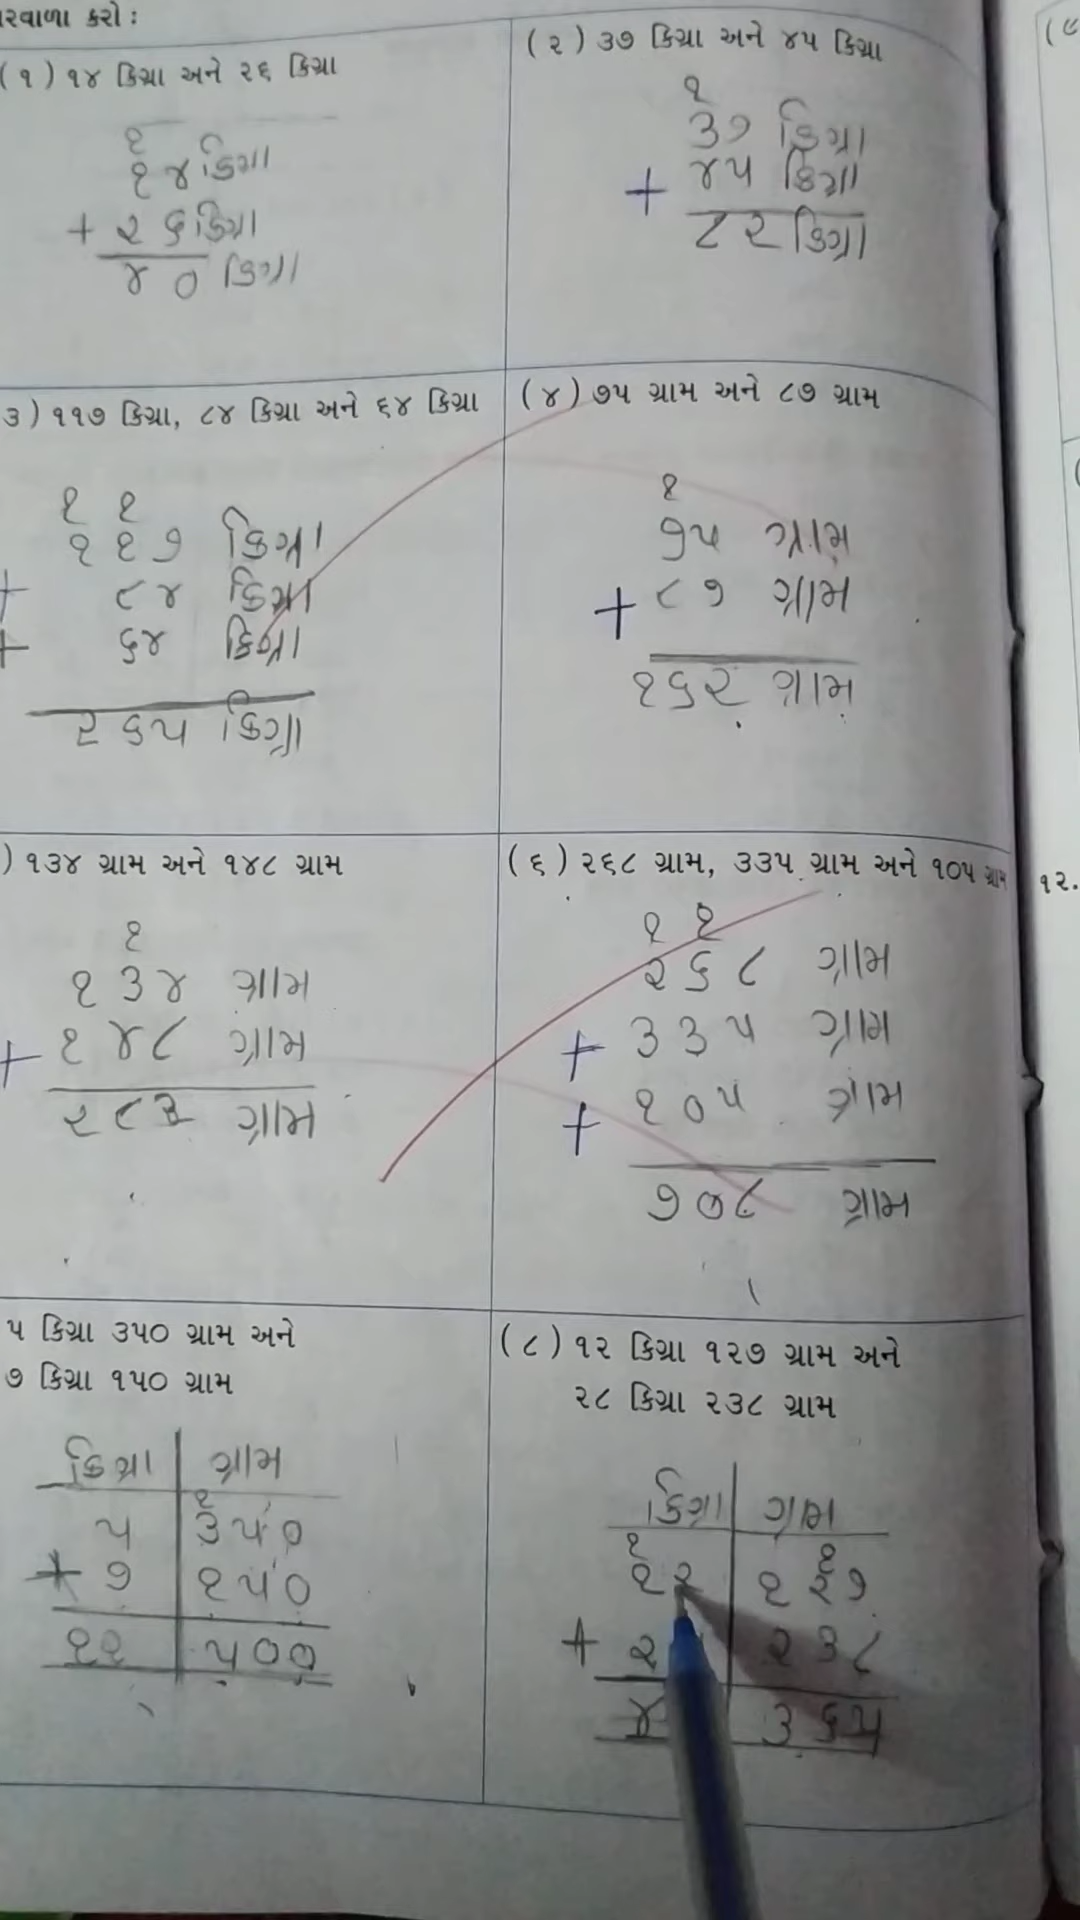 રવાળા કરો :
(૧) ૧૪ કિગ્રા અને ૨૬ કિગ્રા
૧
૧૪ કિગ્રા
+ ૨૬ કિગ્રા
૪૦ કિગ્રા
(૨) ૩૭ કિગ્રા અને ૪૫ કિગ્રા
૧
૩૭ કિગ્રા
+ ૪૫ કિગ્રા
૮૨ કિગ્રા
૩) ૧૧૭ કિગ્રા, ૮૪ કિગ્રા અને ૬૪ કિગ્રા
૧ ૧
૧૧૭ કિગ્રા
+ ૮૪ કિગ્રા
+ ૬૪ કિગ્રા
૨૬૫ કિગ્રા
(૪) ૭૫ ગ્રામ અને ૮૭ ગ્રામ
૧
૭૫ ગ્રામ
+ ૮૭ ગ્રામ
૧૬૨ ગ્રામ
) ૧૩૪ ગ્રામ અને ૧૪૮ ગ્રામ
૧
૧૩૪ ગ્રામ
+ ૧૪૮ ગ્રામ
ગ્રામ
(૬) ૨૬૮ ગ્રામ, ૩૩૫ ગ્રામ અને ૧૦૫ ગ્રામ
૧ ૧
૨૬૮ ગ્રામ
+ ૩૩૫ ગ્રામ
+ ૧૦૫ ગ્રામ
૭૦૮ ગ્રામ
૫ કિગ્રા ૩૫૦ ગ્રામ અને
૭ કિગ્રા ૧૫૦ ગ્રામ
કિગ્રા ગ્રામ
૧
૫ ૩૫૦
+ ૭ ૧૫૦
૫૦૦
(૮) ૧૨ કિગ્રા ૧૨૭ ગ્રામ અને
૨૮ કિગ્રા ૨૩૮ ગ્રામ
કિગ્રા ગ્રામ
૧ ૧
૧૨ ૧૨૭
+ ૨ ૨૩૮
૪ ૩૬૫
૧૨.